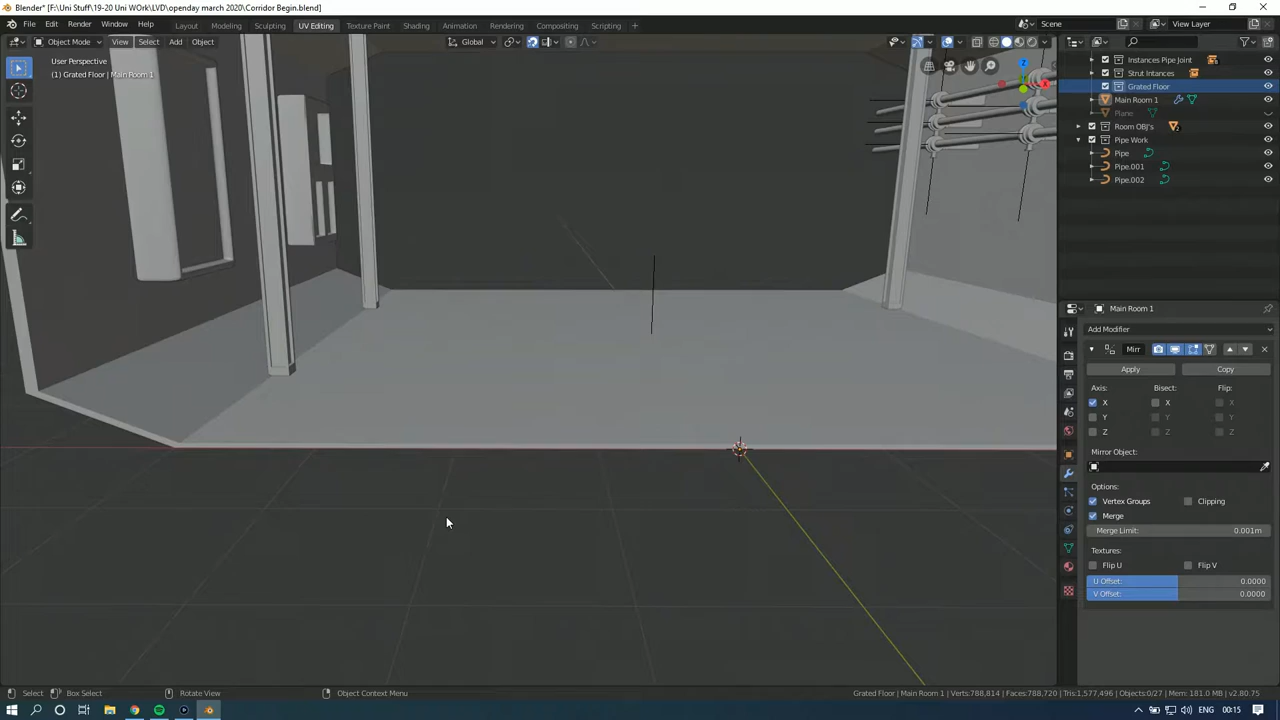 Blender* [F:\Uni Stuff\19-20 Uni WOrk\LVD\openday march 2020\Corridor Begin.blend]
File Edit Render Window Help Layout Modeling Sculpting UV Editing Texture Paint Shading Animation Rendering Compositing Scripting Scene View Layer
Object Mode View Select Add Object Global
User Perspective
(1) Grated Floor | Main Room 1
Z
X
Instances Pipe Joint
Strut Intances
Grated Floor
Main Room 1
Plane
Room OBJ's
Pipe Work
Pipe
Pipe.001
Pipe.002
Main Room 1
Add Modifier
Mirr
Apply Copy
Axis: Bisect: Flip:
X X X
Y Y Y
Z Z Z
Mirror Object:
Options:
Vertex Groups Clipping
Merge
Merge Limit: 0.001m
Textures:
Flip U Flip V
U Offset: 0.0000
V Offset: 0.0000
Select Box Select Rotate View Object Context Menu Grated Floor | Main Room 1 | Verts:788,814 | Faces:788,720 | Tris:1,577,496 | Objects:0/27 | Mem: 181.0 MB | v2.80.75
ENG 00:15